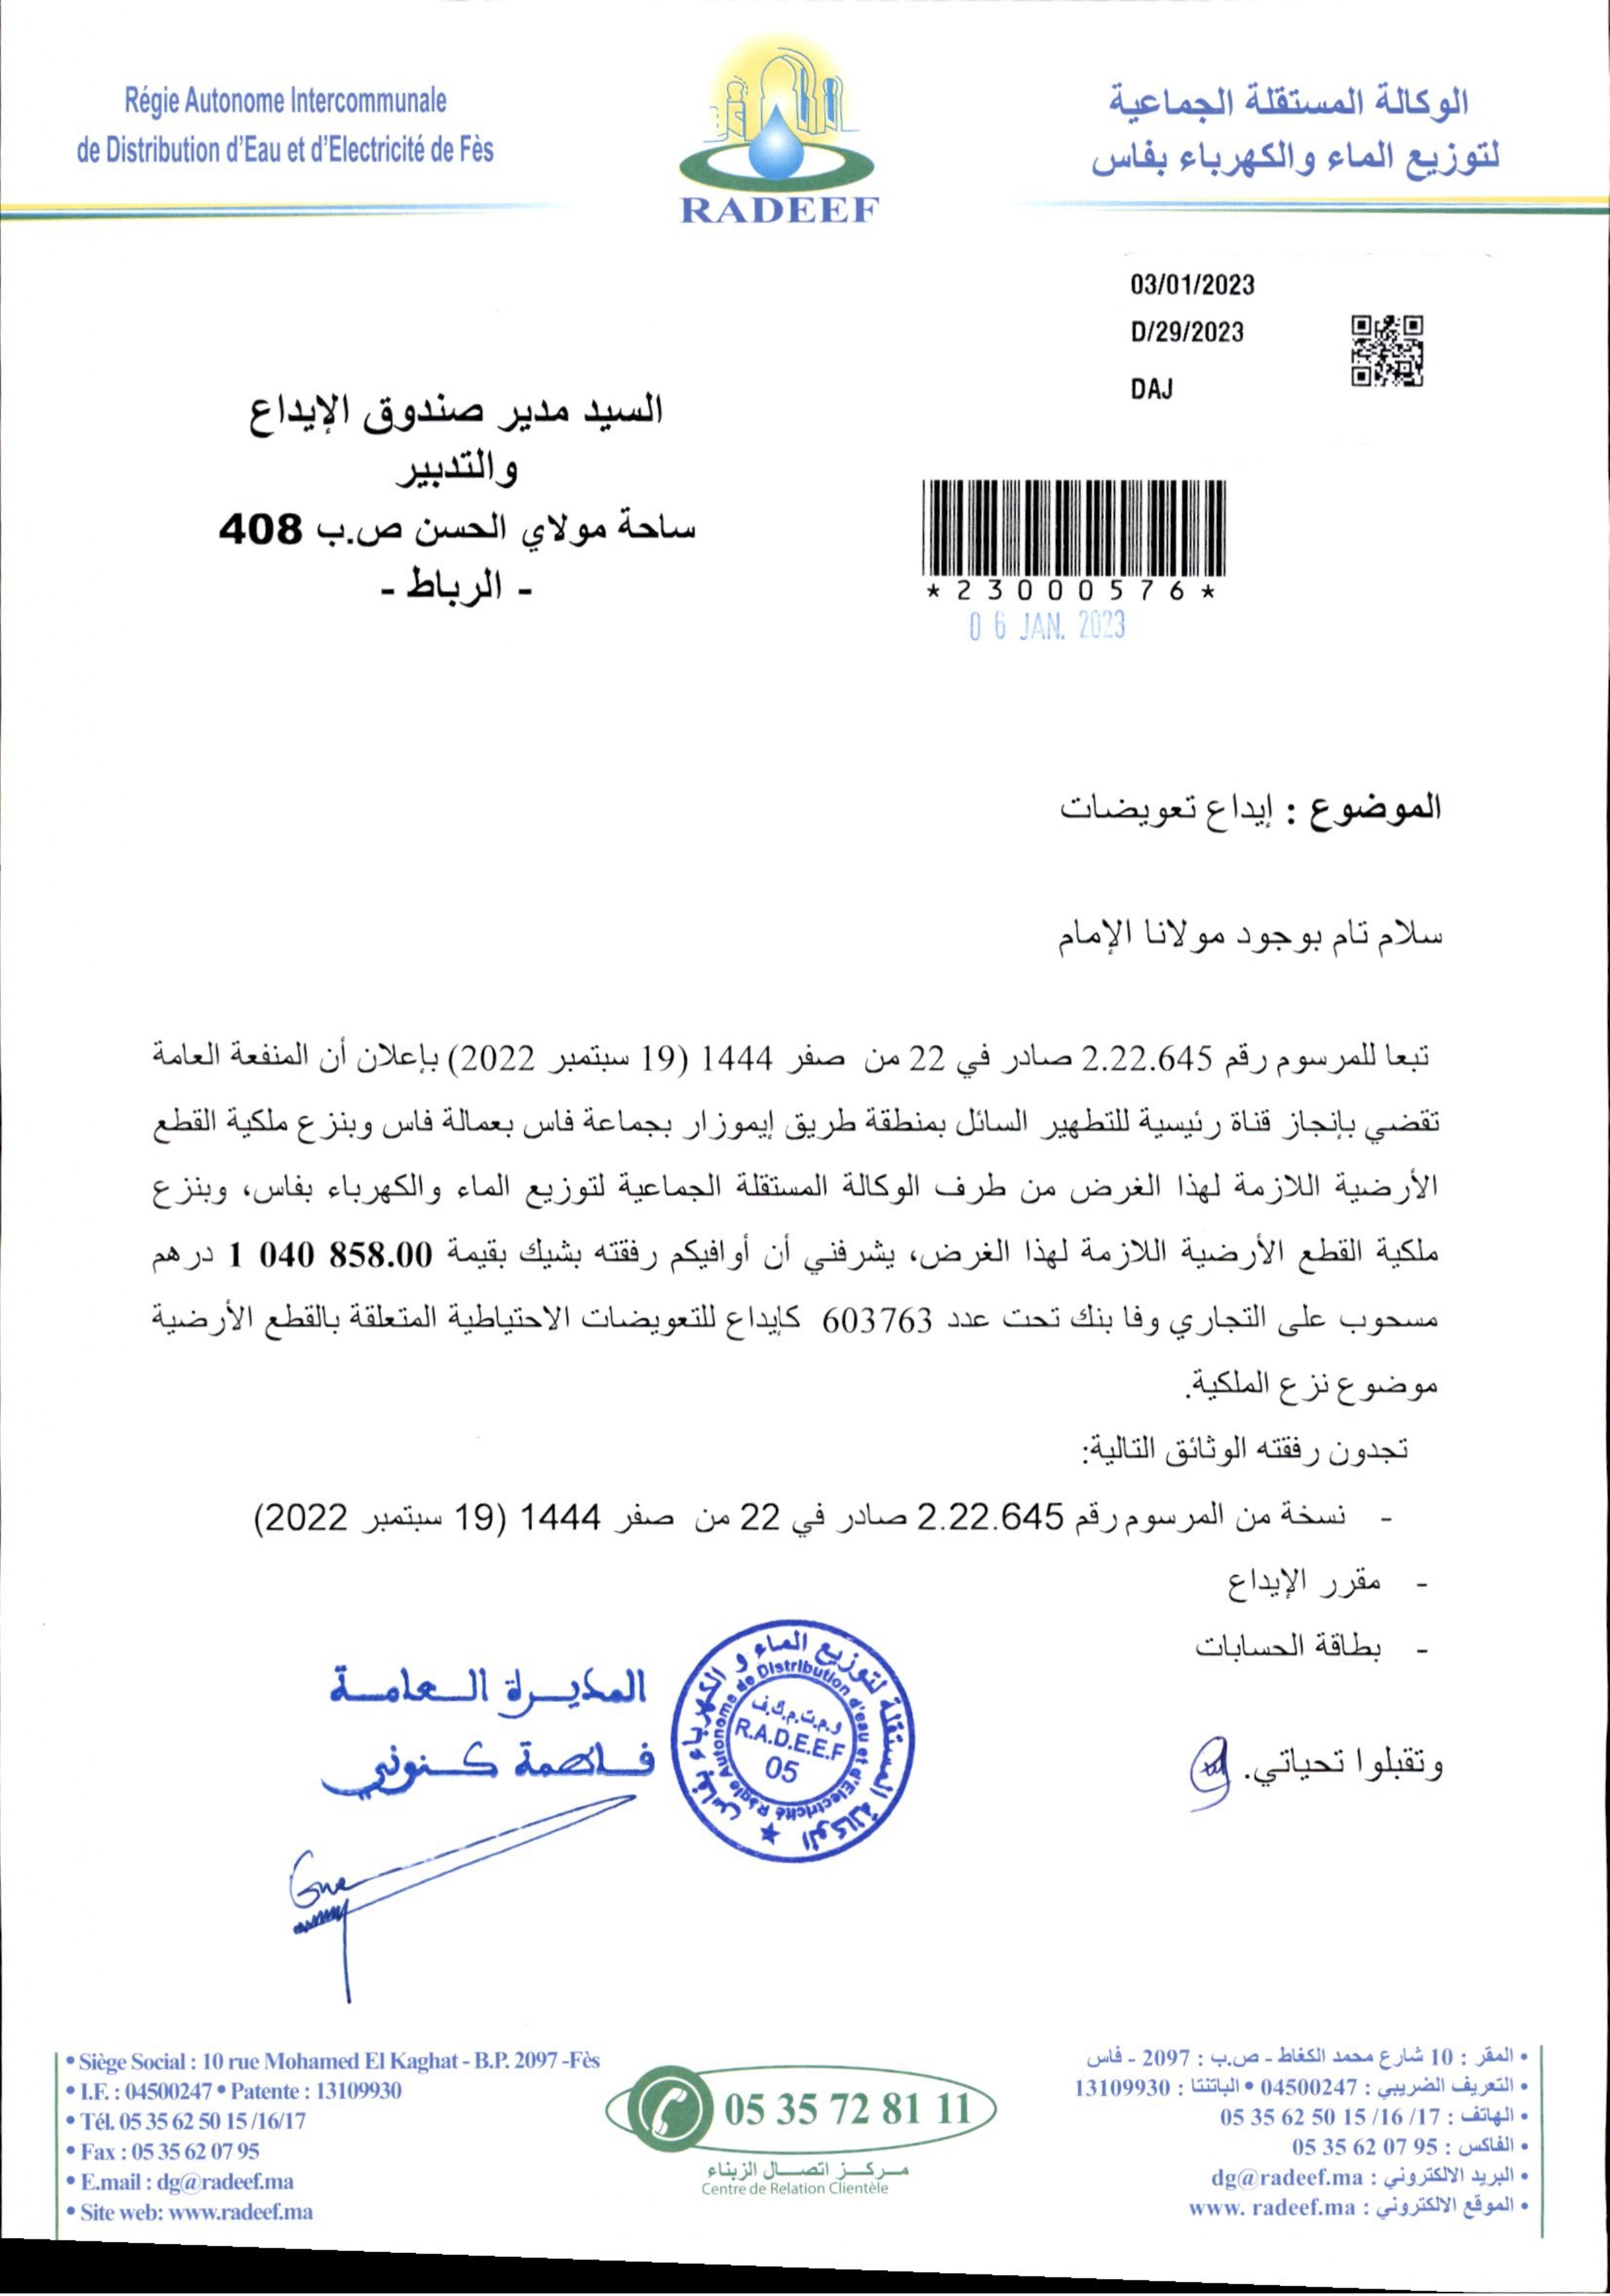 Régie Autonome Intercommunale
de Distribution d'Eau et d'Electricité de Fès
الوكالة المستقلة الجماعية
لتوزيع الماء والكهرباء بفاس
RADEEF
03/01/2023
D/29/2023
DAJ
السيد مدير صندوق الإيداع
والتدبير
ساحة مولاي الحسن ص.ب 408
- الرباط -
*23000576*
06 JAN. 2023
الموضوع : إيداع تعويضات
سلام تام بوجود مولانا الإمام
تبعا للمرسوم رقم 2.22.645 صادر في 22 من صفر 1444 (19 سبتمبر 2022) بإعلان أن المنفعة العامة
تقضي بإنجاز قناة رئيسية للتطهير السائل بمنطقة طريق إيموزار بجماعة فاس بعمالة فاس وبنزع ملكية القطع
الأرضية اللازمة لهذا الغرض من طرف الوكالة المستقلة الجماعية لتوزيع الماء والكهرباء بفاس، وبنزع
ملكية القطع الأرضية اللازمة لهذا الغرض، يشرفني أن أوافيكم رفقته بشيك بقيمة 1 040 858.00 درهم
مسحوب على التجاري وفا بنك تحت عدد 603763 كإيداع للتعويضات الاحتياطية المتعلقة بالقطع الأرضية
موضوع نزع الملكية.
تجدون رفقته الوثائق التالية:
- نسخة من المرسوم رقم 2.22.645 صادر في 22 من صفر 1444 (19 سبتمبر 2022)
- مقرر الإيداع
- بطاقة الحسابات
وتقبلوا تحياتي.
المديرة العامة
فاطمة كنوني
الوكالة المستقلة لتوزيع الماء و الكهرباء بفاس
Régie Autonome de Distribution d'eau et d'Electricité
و.م.ت.م.ك.ف
R.A.D.E.E.F
05
• Siège Social : 10 rue Mohamed El Kaghat - B.P. 2097 -Fès
• I.F. : 04500247 • Patente : 13109930
• Tél. 05 35 62 50 15 /16/17
• Fax : 05 35 62 07 95
• E.mail : dg@radeef.ma
• Site web: www.radeef.ma
05 35 72 81 11
مركز اتصال الزبناء
Centre de Relation Clientèle
• المقر : 10 شارع محمد الكغاط - ص.ب : 2097 - فاس
• التعريف الضريبي : 04500247 • الباتنتا : 13109930
• الهاتف : 05 35 62 50 15 /16 /17
• الفاكس : 05 35 62 07 95
• البريد الالكتروني : dg@radeef.ma
• الموقع الالكتروني : www. radeef.ma